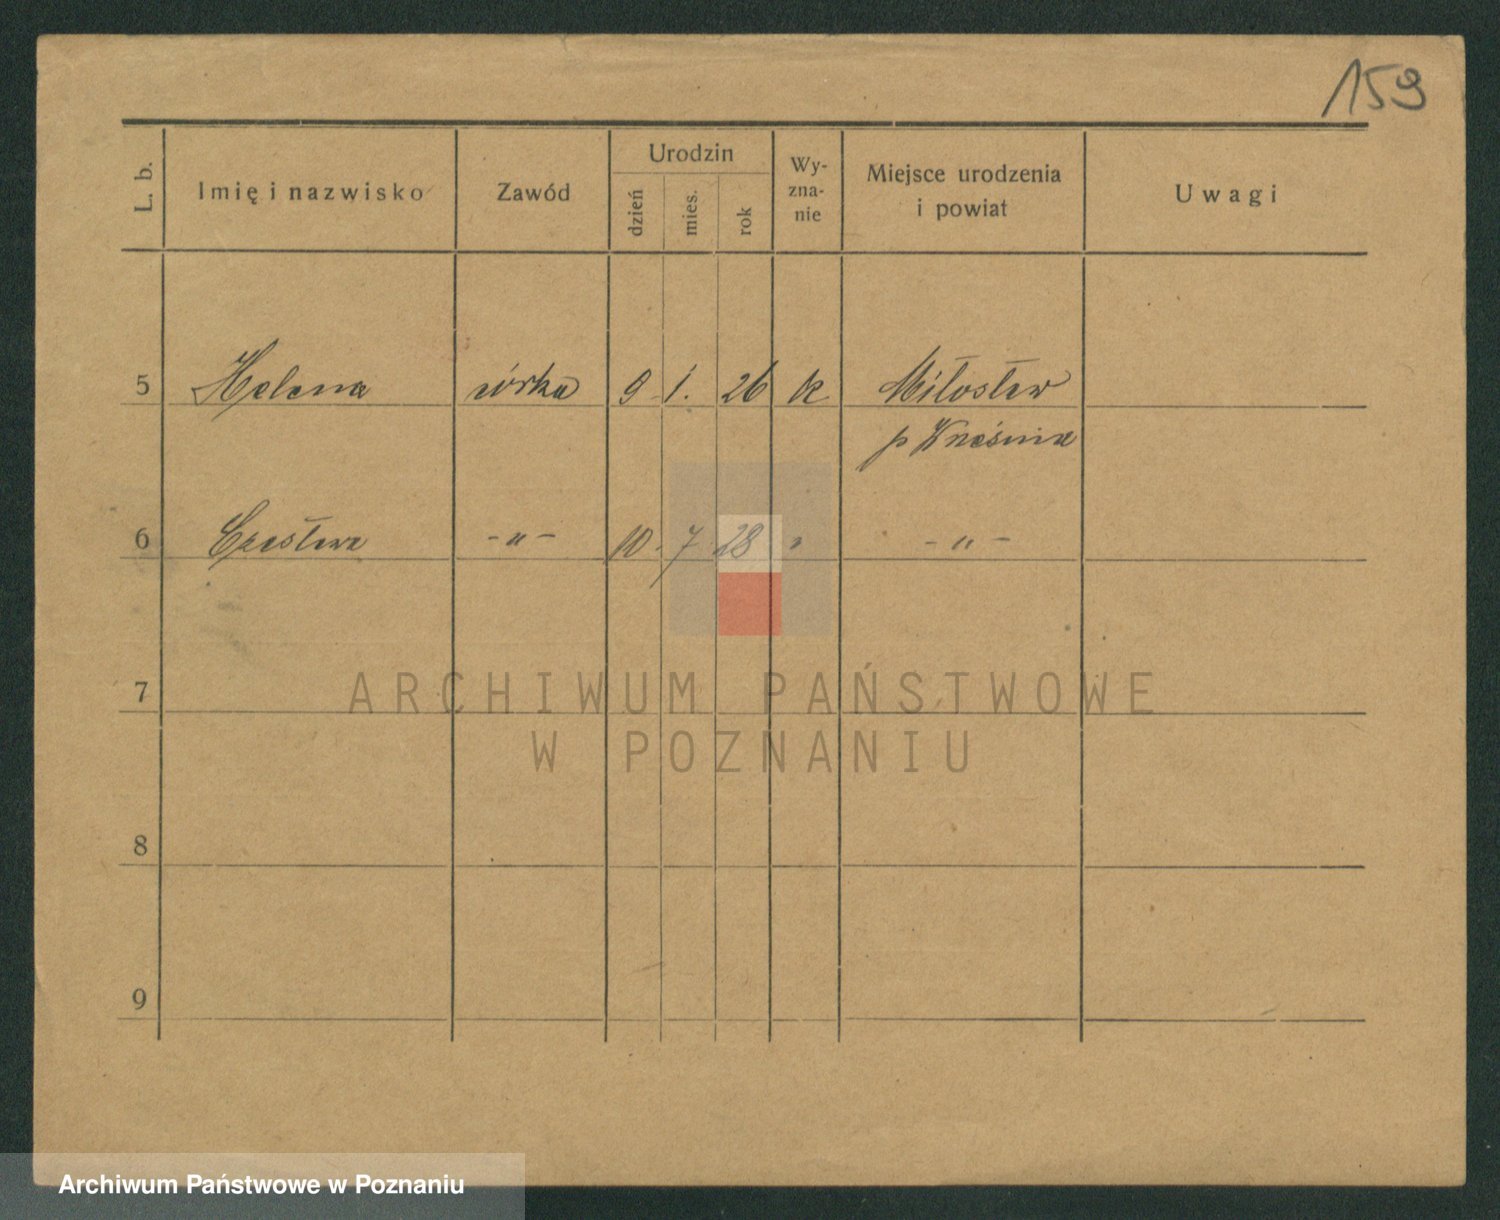 159
L. b. Imię i nazwisko Zawód Urodzin Wy-zna-nie Miejsce urodzenia i powiat Uwagi
dzień mies. rok
5 Helena córka 9. 1. 26 k Miłosław
p Września
6 Czesława -„- 10. 7 28 „ -„-
7
ARCHIWUM PAŃSTWOWE
W POZNANIU
8
9
Archiwum Państwowe w Poznaniu